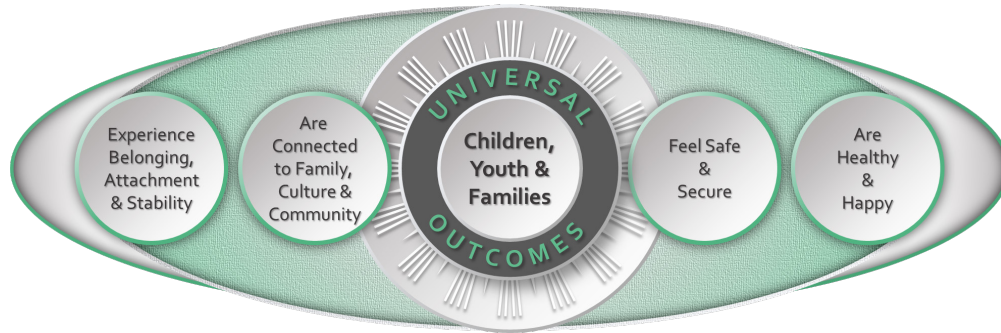 Experience
Belonging,
Attachment
& Stability
Are
Connected
to Family,
Culture &
Community
UNIVERSAL
Children,
Youth &
Families
OUTCOMES
Feel Safe
&
Secure
Are
Healthy
&
Happy